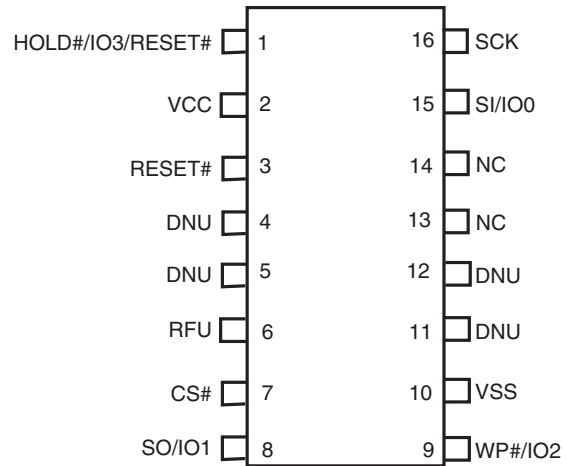 HOLD#/IO3/RESET# 1 16 SCK
VCC 2 15 SI/IO0
RESET# 3 14 NC
DNU 4 13 NC
DNU 5 12 DNU
RFU 6 11 DNU
CS# 7 10 VSS
SO/IO1 8 9 WP#/IO2